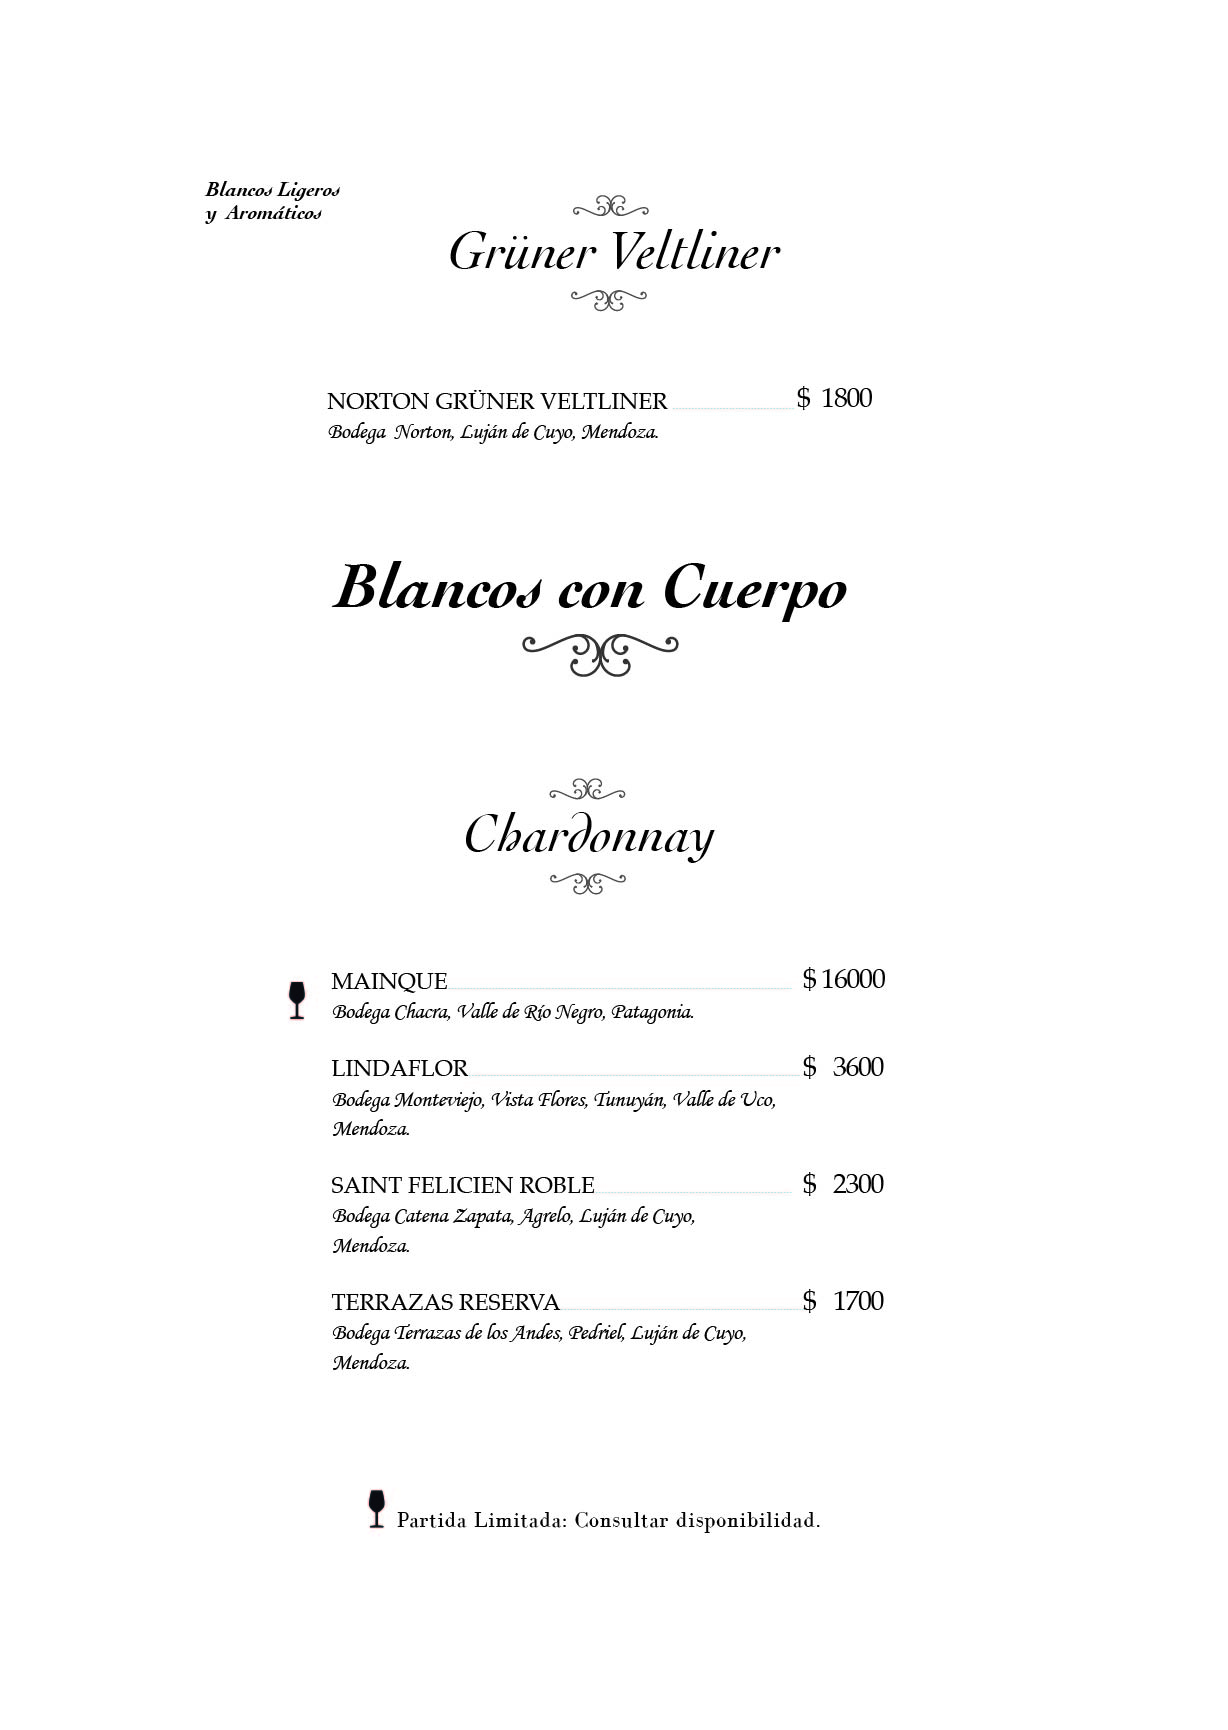 Blancos Ligeros
y Aromáticos
Grüner Veltliner
NORTON GRÜNER VELTLINER $ 1800
Bodega Norton, Luján de Cuyo, Mendoza.
Blancos con Cuerpo
Chardonnay
MAINQUE $ 16000
Bodega Chacra, Valle de Río Negro, Patagonia.
LINDAFLOR $ 3600
Bodega Monteviejo, Vista Flores, Tunuyán, Valle de Uco,
Mendoza.
SAINT FELICIEN ROBLE $ 2300
Bodega Catena Zapata, Agrelo, Luján de Cuyo,
Mendoza.
TERRAZAS RESERVA $ 1700
Bodega Terrazas de los Andes, Pedriel, Luján de Cuyo,
Mendoza.
Partida Limitada: Consultar disponibilidad.